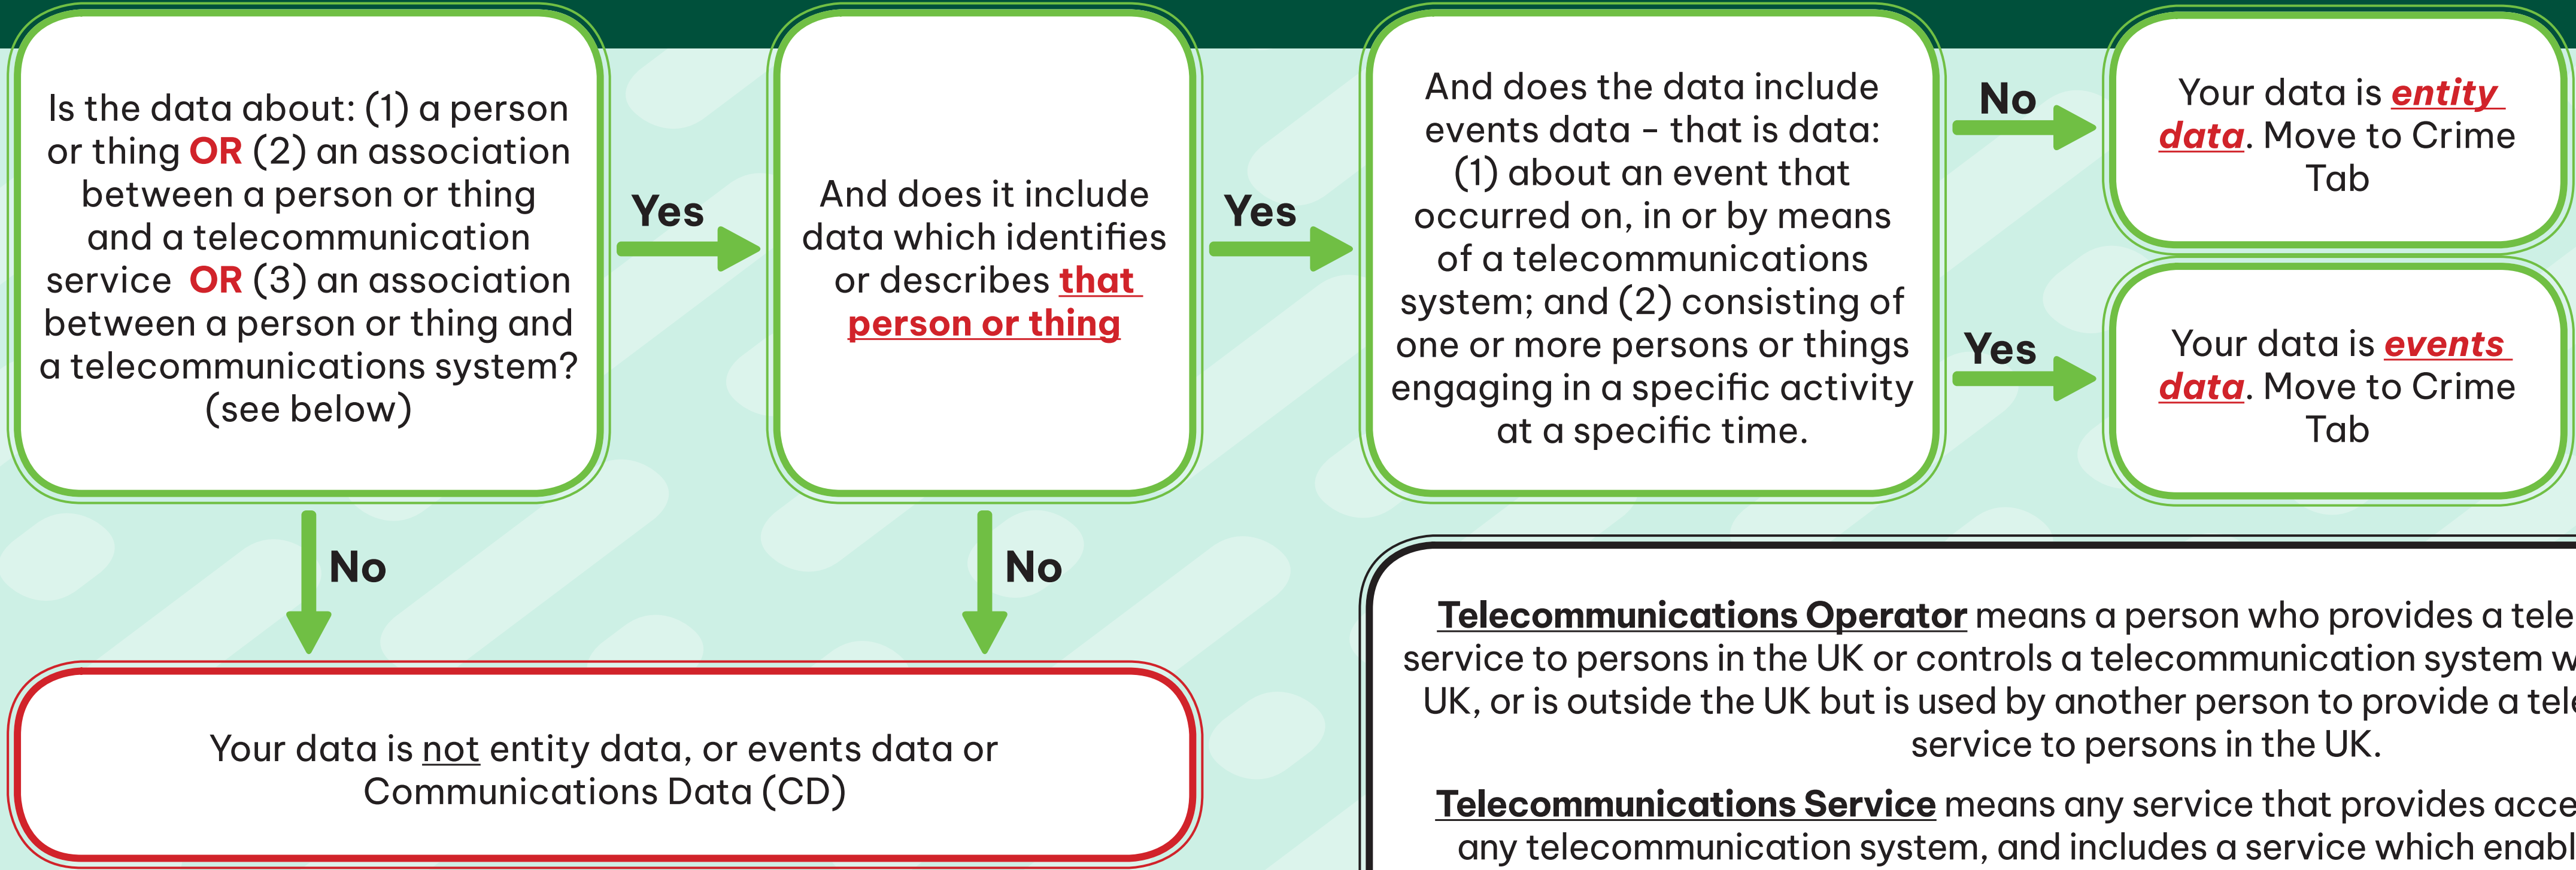 Is the data about: (1) a person
or thing OR (2) an association
between a person or thing
and a telecommunication
service OR (3) an association
between a person or thing and
a telecommunications system?
(see below)
Yes
And does it include
data which identifies
or describes that
person or thing
Yes
And does the data include
events data – that is data:
(1) about an event that
occurred on, in or by means
of a telecommunications
system; and (2) consisting of
one or more persons or things
engaging in a specific activity
at a specific time.
No
Your data is entity
data. Move to Crime
Tab
Yes
Your data is events
data. Move to Crime
Tab
No
No
Your data is not entity data, or events data or
Communications Data (CD)
Telecommunications Operator means a person who provides a tele
service to persons in the UK or controls a telecommunication system w
UK, or is outside the UK but is used by another person to provide a tele
service to persons in the UK.
Telecommunications Service means any service that provides acce
any telecommunication system, and includes a service which enabl